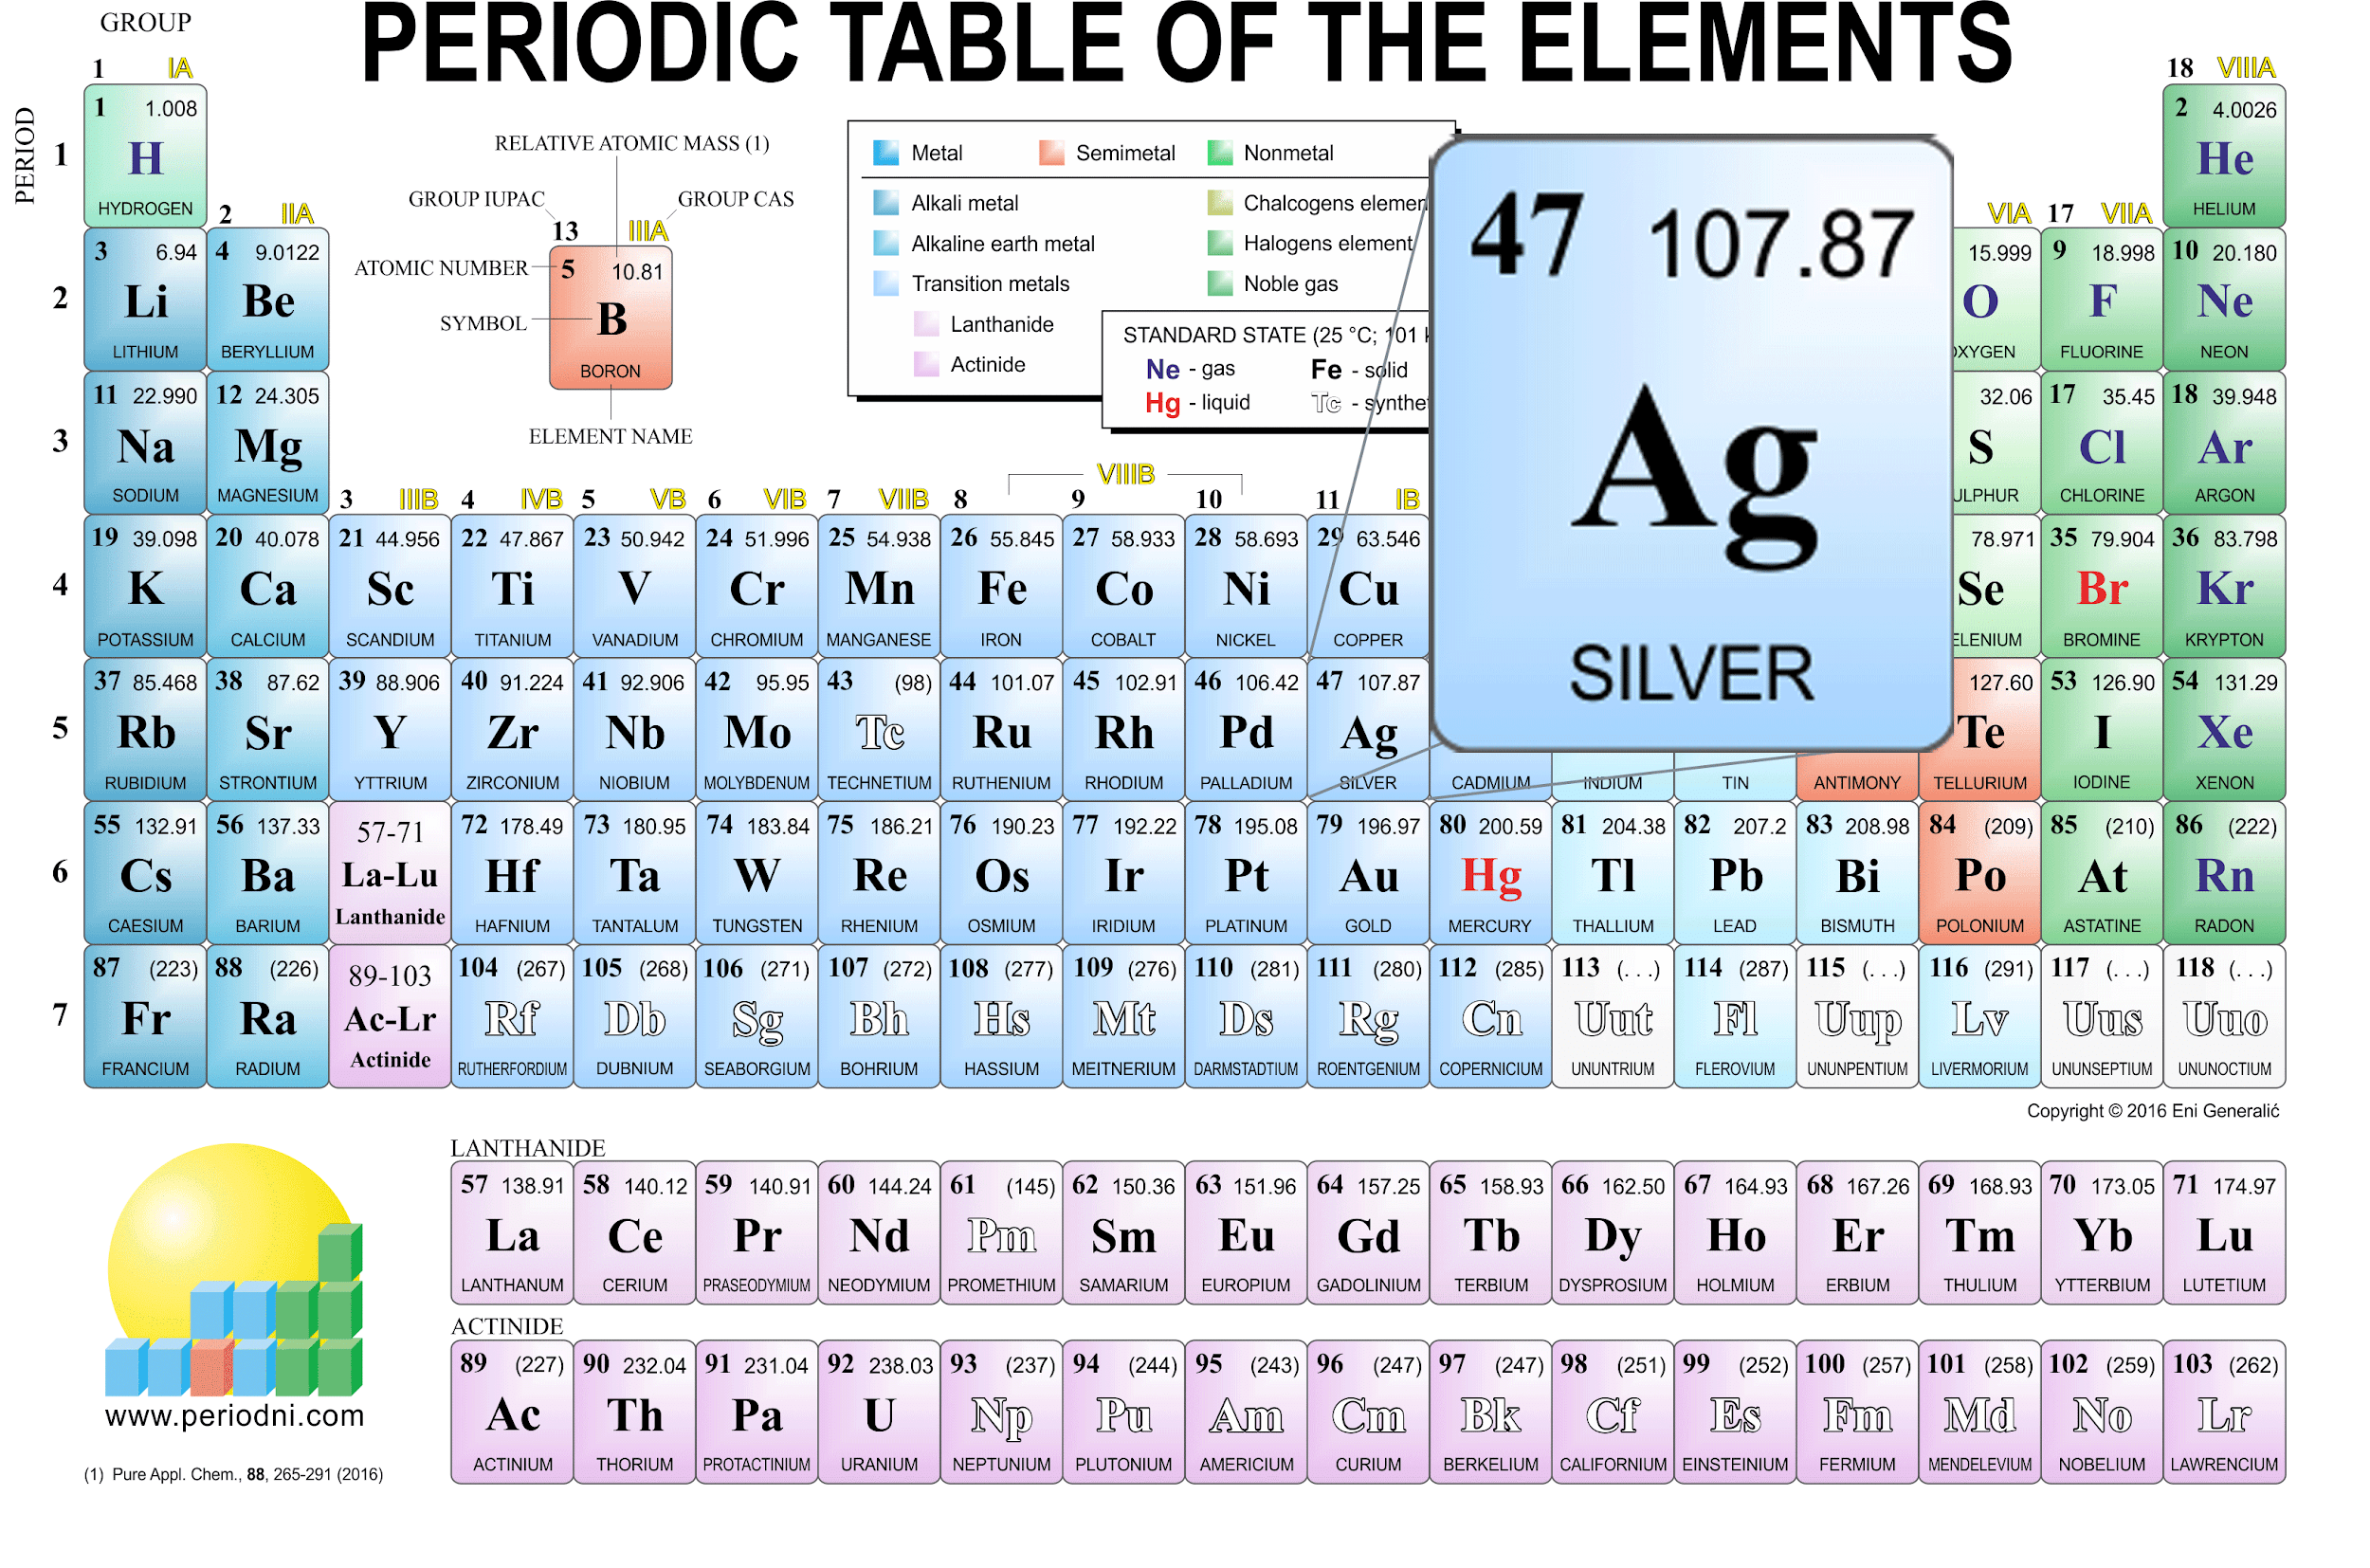 PERIODIC TABLE OF THE ELEMENTS
GROUP
PERIOD
1 IA
18 VIIIA
1 1.008
H
HYDROGEN
2 4.0026
He
HELIUM
RELATIVE ATOMIC MASS (1)
GROUP IUPAC
GROUP CAS
13 IIIA
ATOMIC NUMBER
5 10.81
SYMBOL
B
BORON
ELEMENT NAME
Metal Semimetal Nonmetal
Alkali metal
Alkaline earth metal
Transition metals
Lanthanide
Actinide
Chalcogens elemen
Halogens element
Noble gas
STANDARD STATE (25 °C; 101 k
Ne - gas Fe - solid
Hg - liquid Tc - synthe
47 107.87
Ag
SILVER
2 IIA
VIA 17 VIIA
1
2
3
4
5
6
7
3 6.94 4 9.0122 15.999 9 18.998 10 20.180
Li Be O F Ne
LITHIUM BERYLLIUM OXYGEN FLUORINE NEON
11 22.990 12 24.305 32.06 17 35.45 18 39.948
Na Mg S Cl Ar
SODIUM MAGNESIUM ULPHUR CHLORINE ARGON
3 IIIB 4 IVB 5 VB 6 VIB 7 VIIB 8 9 VIIIB 10 11 IB
19 39.098 20 40.078 21 44.956 22 47.867 23 50.942 24 51.996 25 54.938 26 55.845 27 58.933 28 58.693 29 63.546 78.971 35 79.904 36 83.798
K Ca Sc Ti V Cr Mn Fe Co Ni Cu Se Br Kr
POTASSIUM CALCIUM SCANDIUM TITANIUM VANADIUM CHROMIUM MANGANESE IRON COBALT NICKEL COPPER ELENIUM BROMINE KRYPTON
37 85.468 38 87.62 39 88.906 40 91.224 41 92.906 42 95.95 43 (98) 44 101.07 45 102.91 46 106.42 47 107.87 127.60 53 126.90 54 131.29
Rb Sr Y Zr Nb Mo Tc Ru Rh Pd Ag Te I Xe
RUBIDIUM STRONTIUM YTTRIUM ZIRCONIUM NIOBIUM MOLYBDENUM TECHNETIUM RUTHENIUM RHODIUM PALLADIUM SILVER CADMIUM INDIUM TIN ANTIMONY TELLURIUM IODINE XENON
55 132.91 56 137.33 57-71 72 178.49 73 180.95 74 183.84 75 186.21 76 190.23 77 192.22 78 195.08 79 196.97 80 200.59 81 204.38 82 207.2 83 208.98 84 (209) 85 (210) 86 (222)
Cs Ba La-Lu Hf Ta W Re Os Ir Pt Au Hg Tl Pb Bi Po At Rn
CAESIUM BARIUM Lanthanide HAFNIUM TANTALUM TUNGSTEN RHENIUM OSMIUM IRIDIUM PLATINUM GOLD MERCURY THALLIUM LEAD BISMUTH POLONIUM ASTATINE RADON
87 (223) 88 (226) 89-103 104 (267) 105 (268) 106 (271) 107 (272) 108 (277) 109 (276) 110 (281) 111 (280) 112 (285) 113 (. . .) 114 (287) 115 (. . .) 116 (291) 117 (. . .) 118 (. . .)
Fr Ra Ac-Lr Rf Db Sg Bh Hs Mt Ds Rg Cn Uut Fl Uup Lv Uus Uuo
FRANCIUM RADIUM Actinide RUTHERFORDIUM DUBNIUM SEABORGIUM BOHRIUM HASSIUM MEITNERIUM DARMSTADTIUM ROENTGENIUM COPERNICIUM UNUNTRIUM FLEROVIUM UNUNPENTIUM LIVERMORIUM UNUNSEPTIUM UNUNOCTIUM
Copyright © 2016 Eni Generalić
LANTHANIDE
57 138.91 58 140.12 59 140.91 60 144.24 61 (145) 62 150.36 63 151.96 64 157.25 65 158.93 66 162.50 67 164.93 68 167.26 69 168.93 70 173.05 71 174.97
La Ce Pr Nd Pm Sm Eu Gd Tb Dy Ho Er Tm Yb Lu
LANTHANUM CERIUM PRASEODYMIUM NEODYMIUM PROMETHIUM SAMARIUM EUROPIUM GADOLINIUM TERBIUM DYSPROSIUM HOLMIUM ERBIUM THULIUM YTTERBIUM LUTETIUM
ACTINIDE
89 (227) 90 232.04 91 231.04 92 238.03 93 (237) 94 (244) 95 (243) 96 (247) 97 (247) 98 (251) 99 (252) 100 (257) 101 (258) 102 (259) 103 (262)
Ac Th Pa U Np Pu Am Cm Bk Cf Es Fm Md No Lr
ACTINIUM THORIUM PROTACTINIUM URANIUM NEPTUNIUM PLUTONIUM AMERICIUM CURIUM BERKELIUM CALIFORNIUM EINSTEINIUM FERMIUM MENDELEVIUM NOBELIUM LAWRENCIUM
www.periodni.com
(1) Pure Appl. Chem., 88, 265-291 (2016)